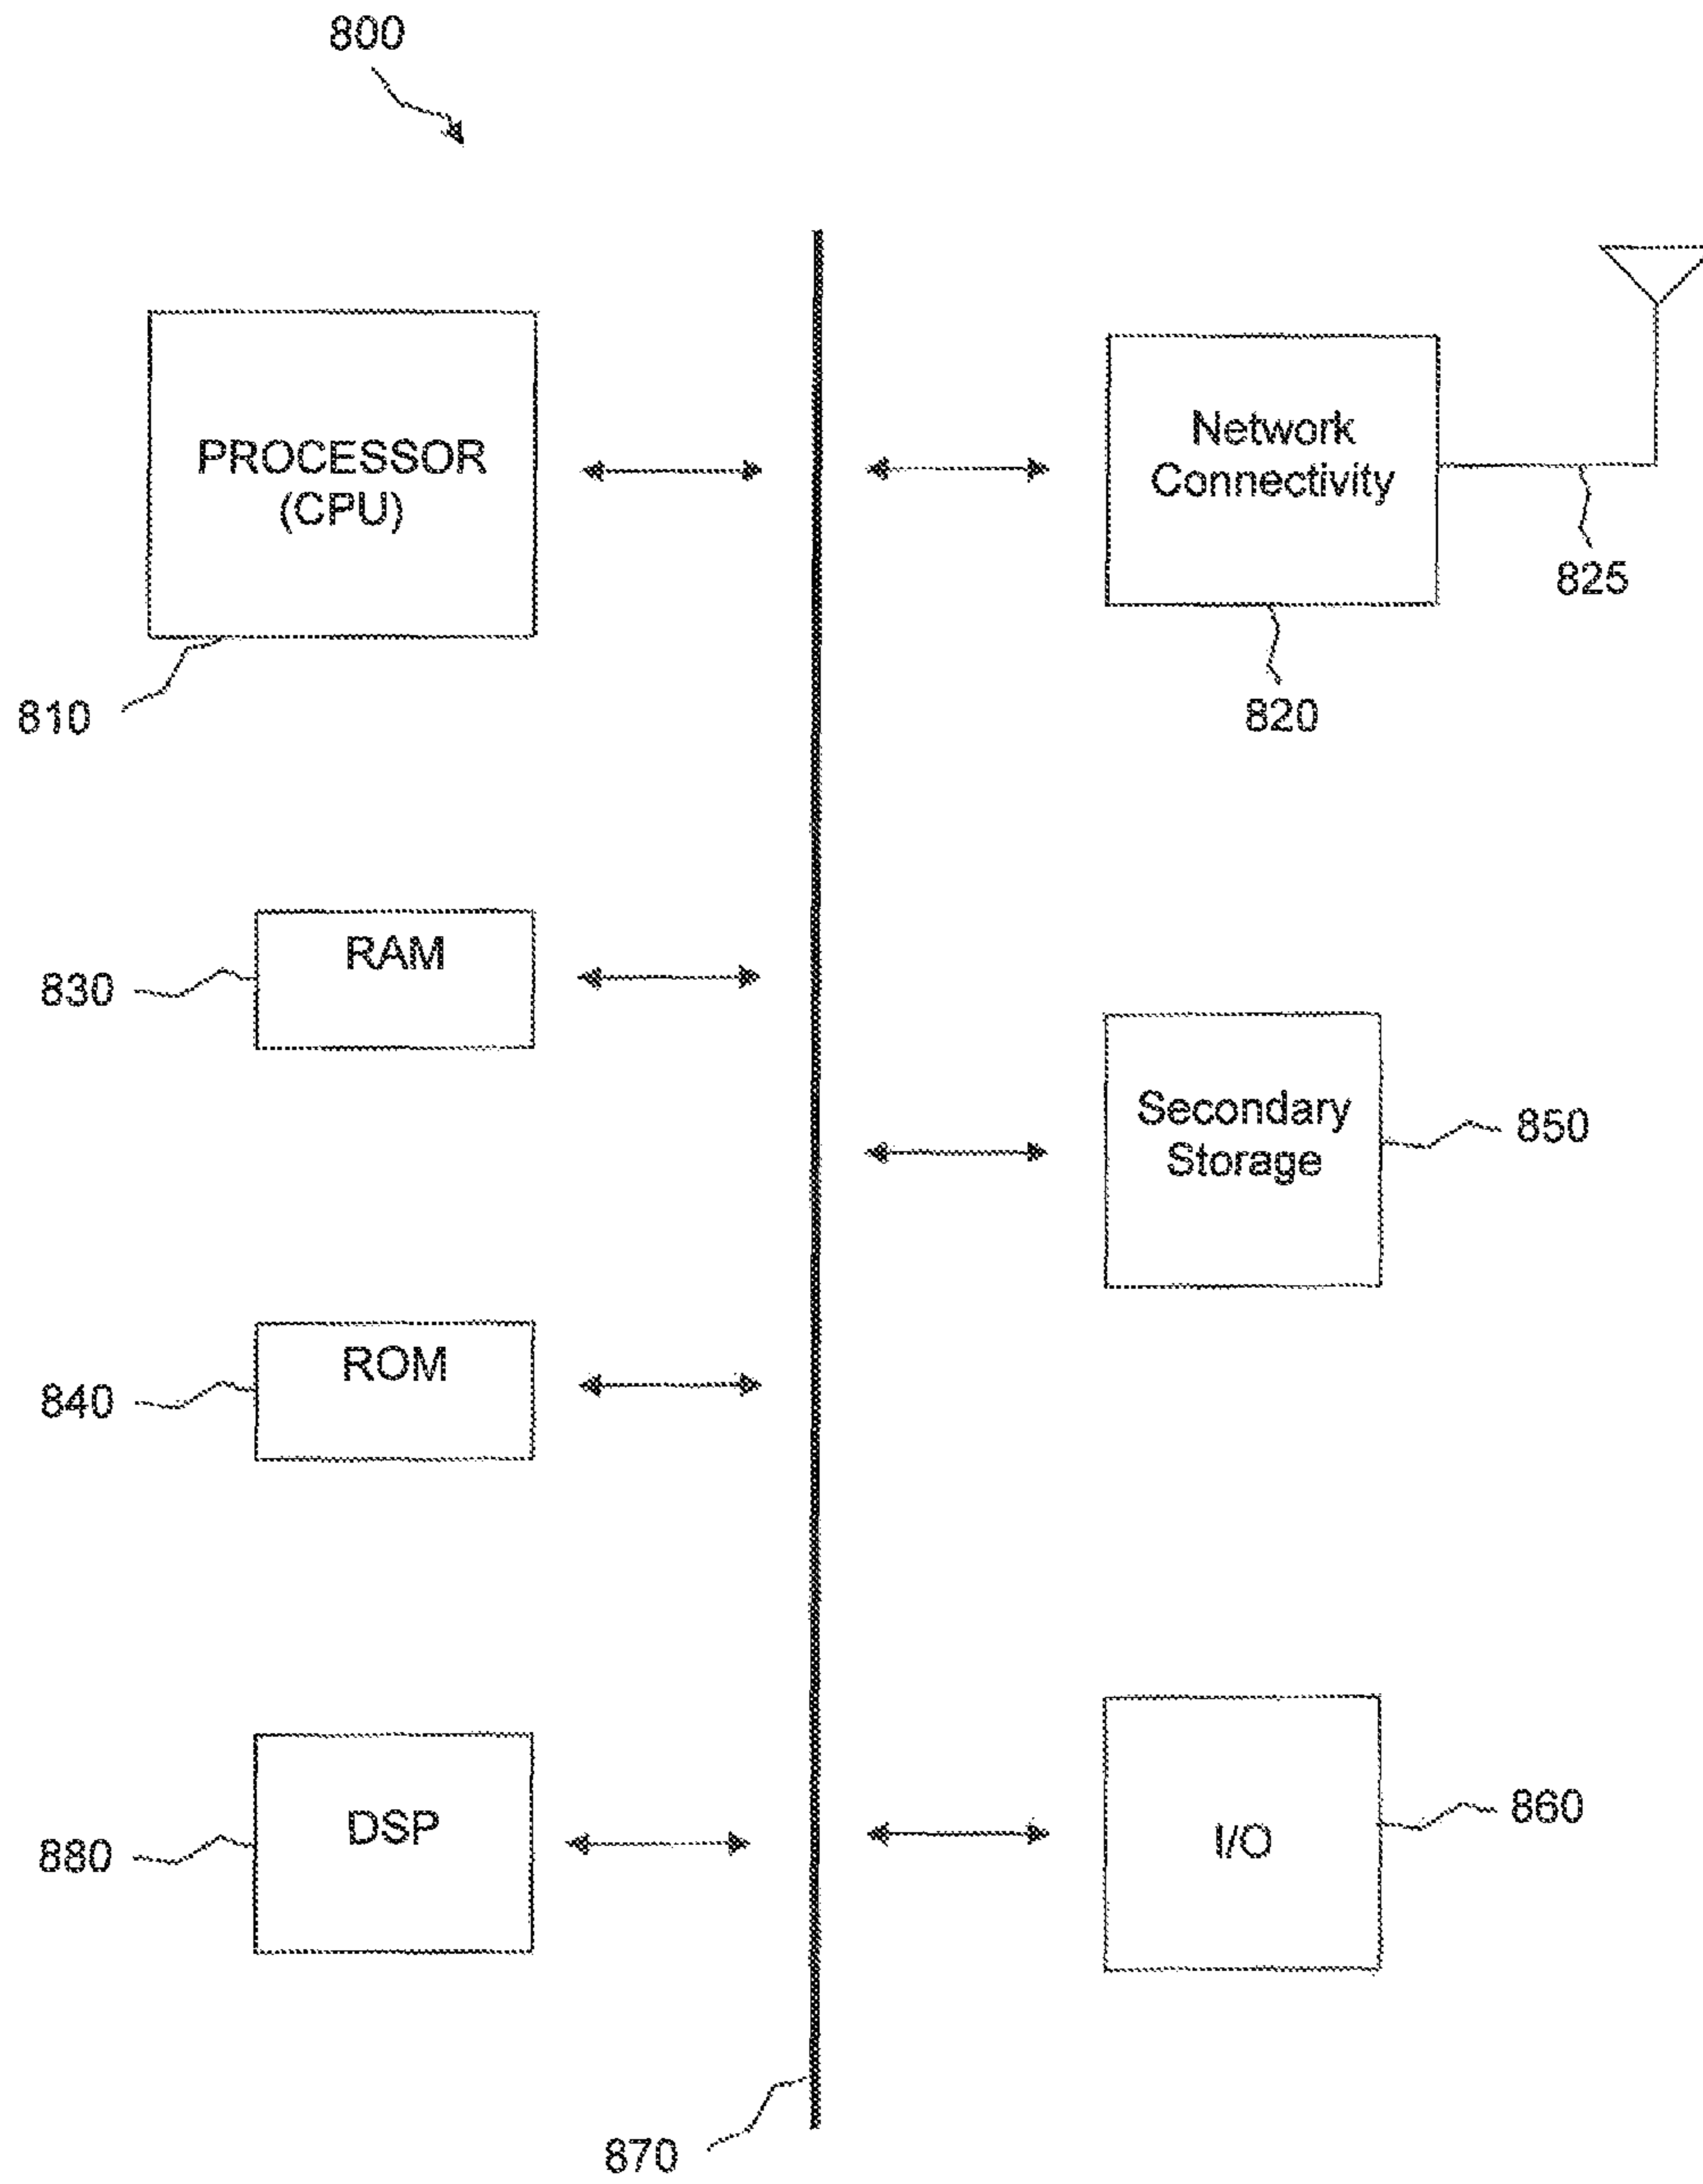 800
PROCESSOR
(CPU)
810
Network
Connectivity
825
820
RAM
830
Secondary
Storage
850
ROM
840
DSP
880
I/O
860
870